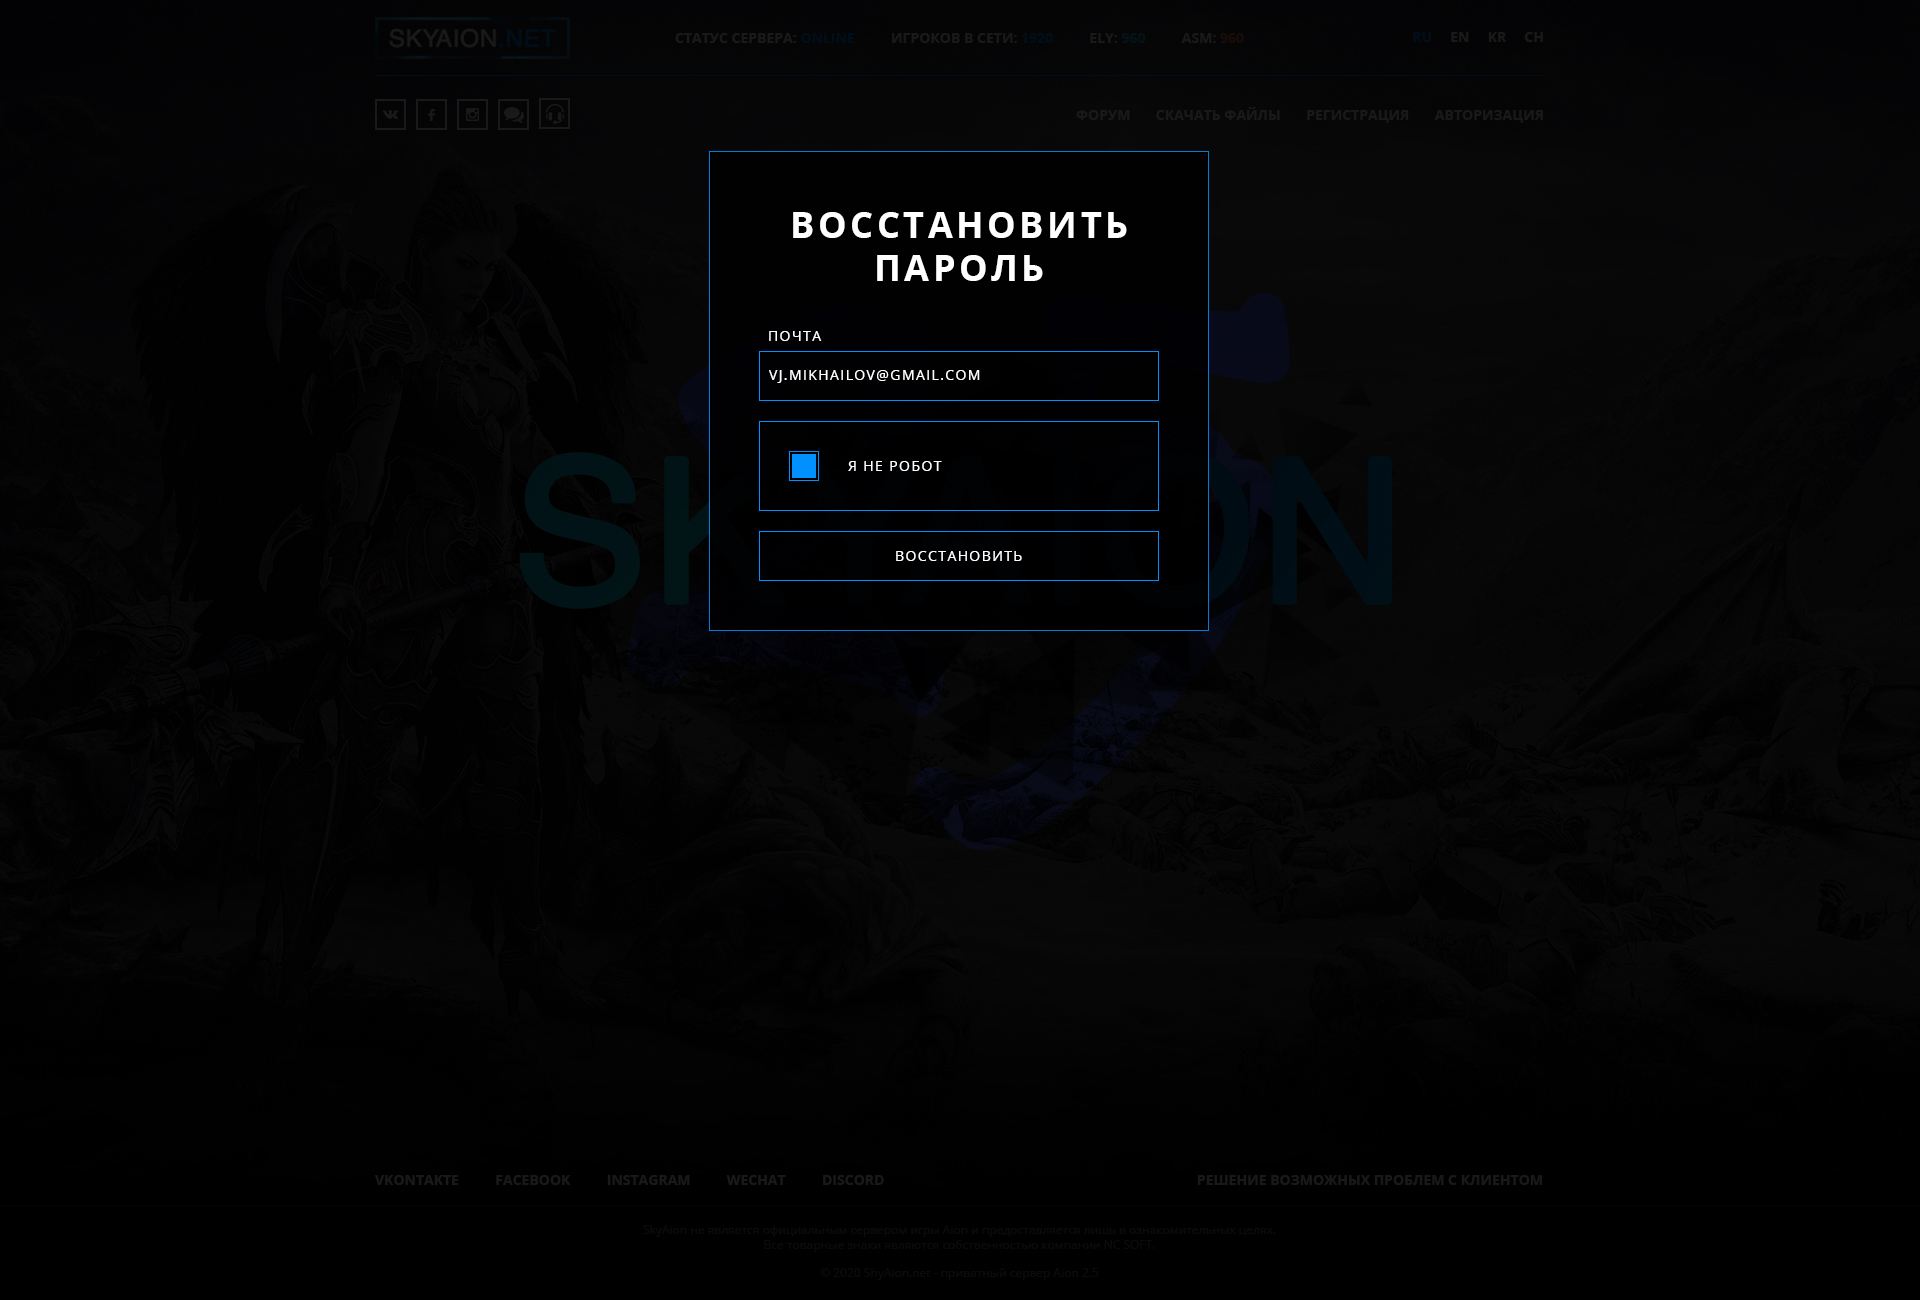 SKYAION.NET
СТАТУС СЕРВЕРА: ONLINE ИГРОКОВ В СЕТИ: 1920 ELY: 960 ASM: 960
RU EN KR CH
ФОРУМ СКАЧАТЬ ФАЙЛЫ РЕГИСТРАЦИЯ АВТОРИЗАЦИЯ
ВОССТАНОВИТЬ
ПАРОЛЬ
ПОЧТА
VJ.MIKHAILOV@GMAIL.COM
Я НЕ РОБОТ
SKYAION
ВОССТАНОВИТЬ
VKONTAKTE FACEBOOK INSTAGRAM WECHAT DISCORD
РЕШЕНИЕ ВОЗМОЖНЫХ ПРОБЛЕМ С КЛИЕНТОМ
SkyAion не является официальным сервером игры Aion и предоставляется лишь в ознакомительных целях.
Все товарные знаки являются собственностью компании NC SOFT.
© 2020 ShyAion.net - приватный сервер Aion 2.5